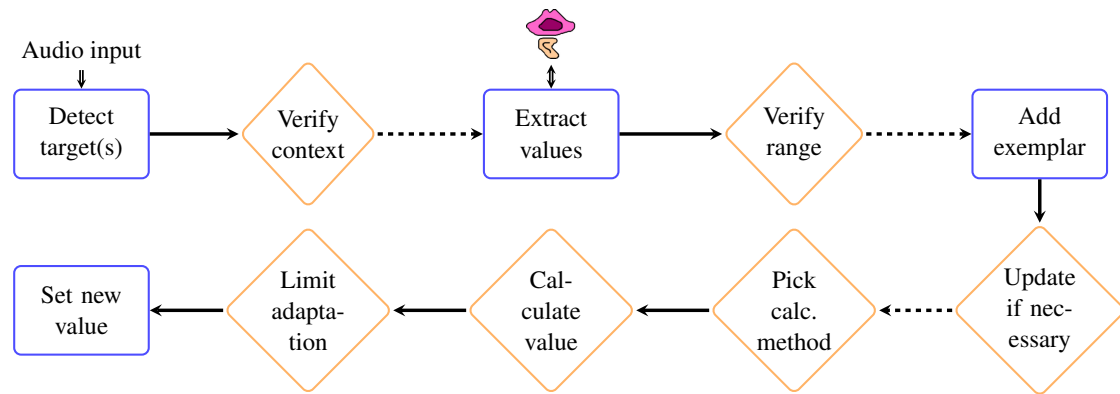 Audio input
Detect
target(s)
Verify
context
Extract
values
Verify
range
Add
exemplar
Set new
value
Limit
adapta-
tion
Cal-
culate
value
Pick
calc.
method
Update
if nec-
essary